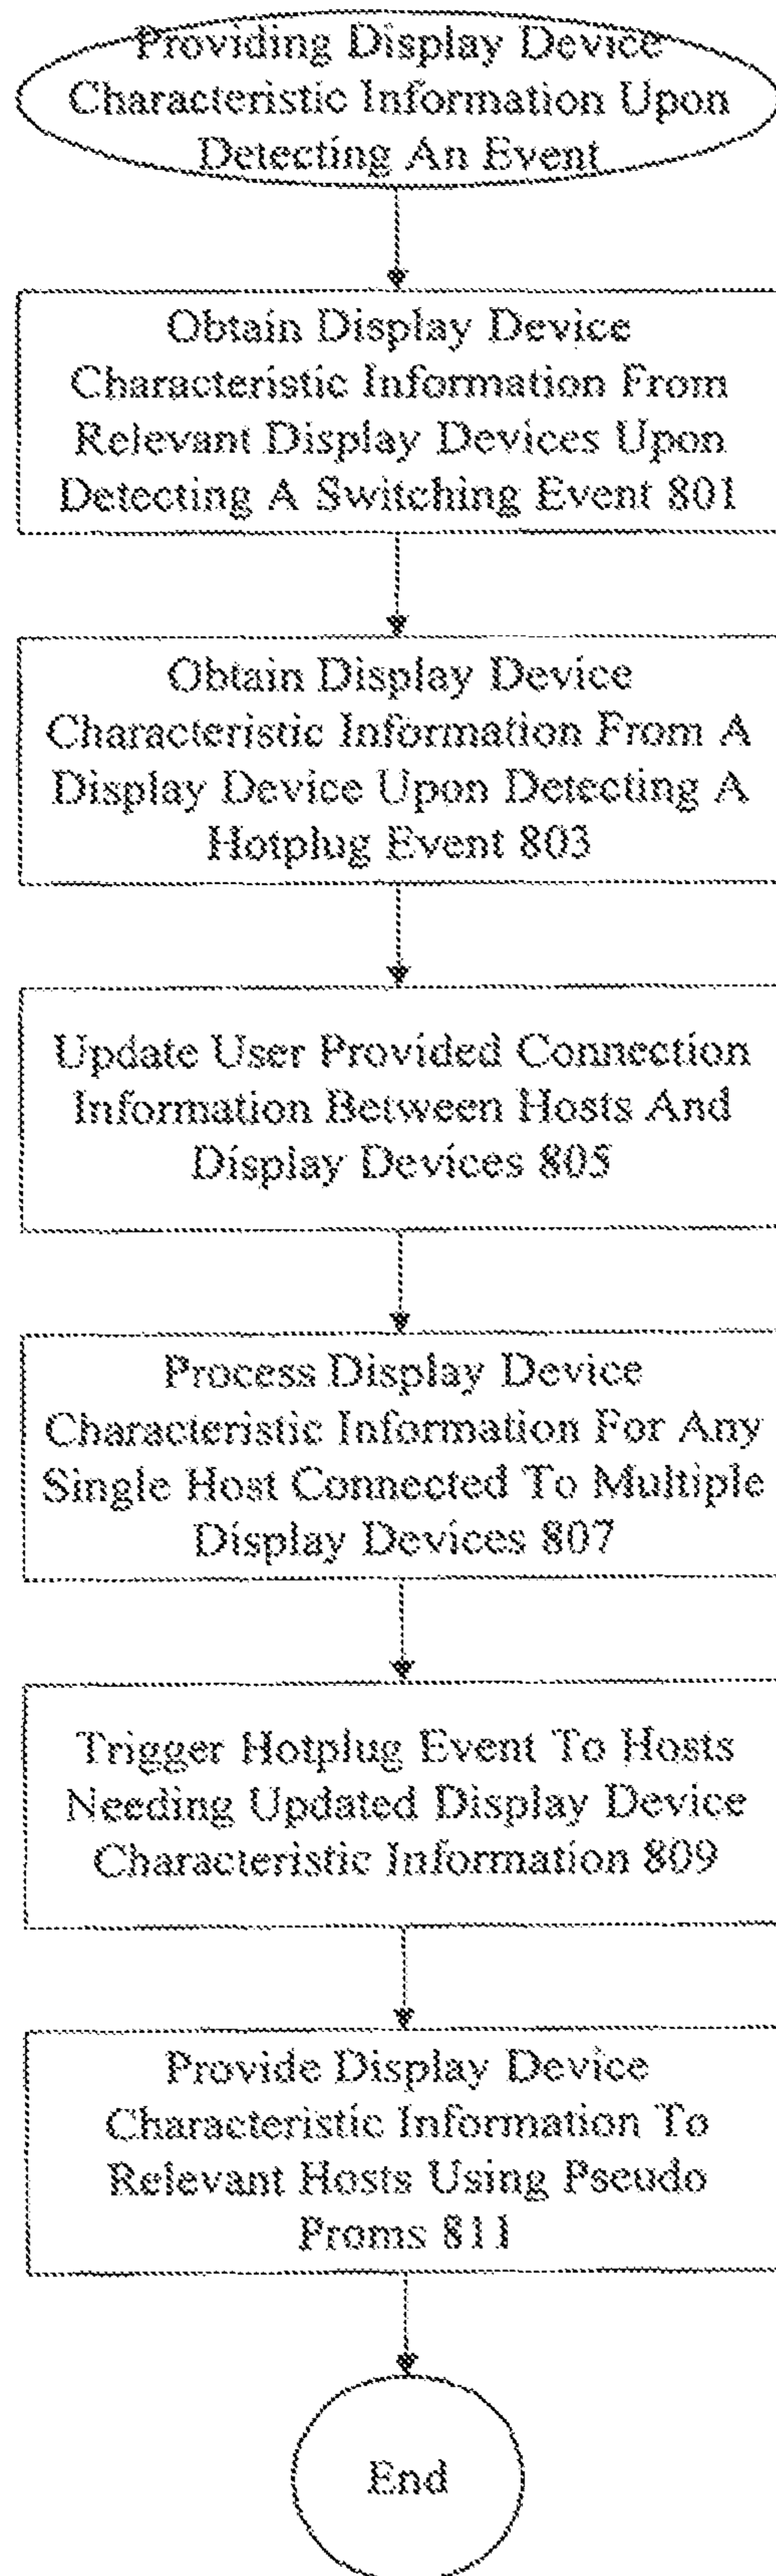 Providing Display Device
Characteristic Information Upon
Detecting An Event
Obtain Display Device
Characteristic Information From
Relevant Display Devices Upon
Detecting A Switching Event 801
Obtain Display Device
Characteristic Information From A
Display Device Upon Detecting A
Hotplug Event 803
Update User Provided Connection
Information Between Hosts And
Display Devices 805
Process Display Device
Characteristic Information For Any
Single Host Connected To Multiple
Display Devices 807
Trigger Hotplug Event To Hosts
Needing Updated Display Device
Characteristic Information 809
Provide Display Device
Characteristic Information To
Relevant Hosts Using Pseudo
Proms 811
End